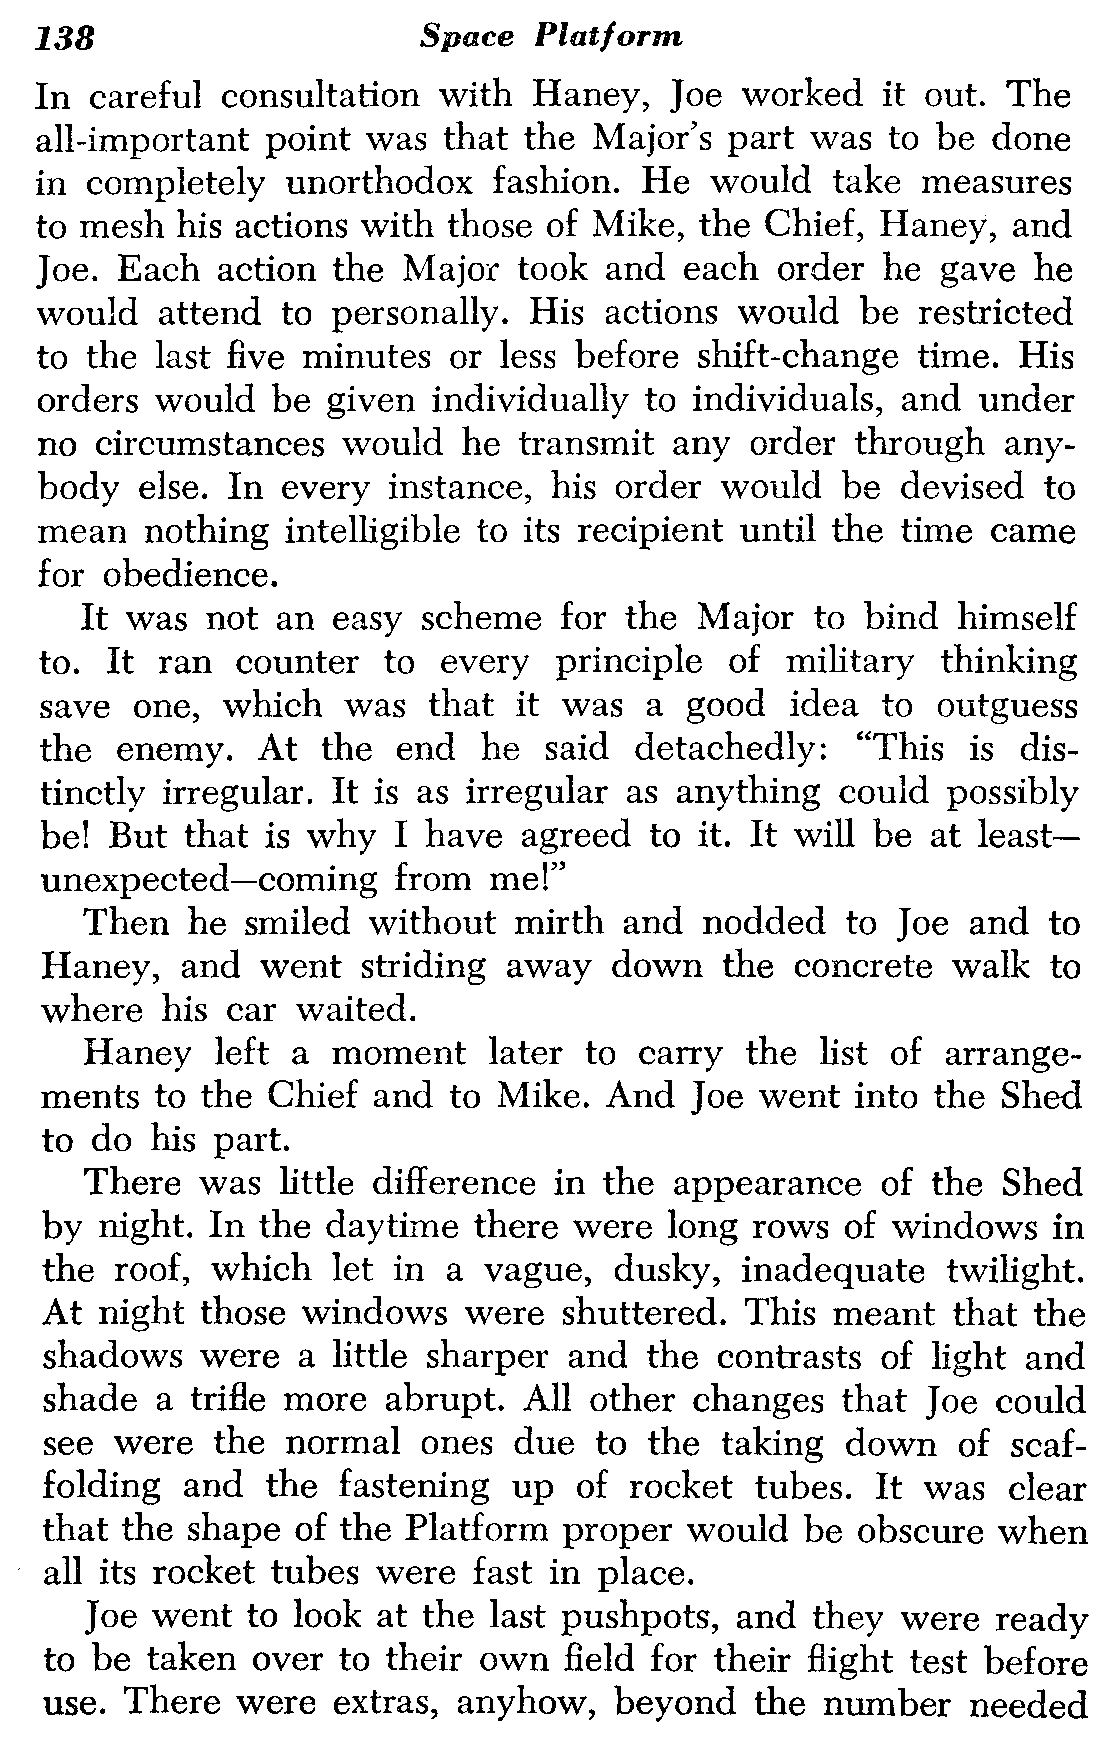 138 Space Platform
In careful consultation with Haney, Joe worked it out. The
all-important point was that the Major's part was to be done
in completely unorthodox fashion. He would take measures
to mesh his actions with those of Mike, the Chief, Haney, and
Joe. Each action the Major took and each order he gave he
would attend to personally. His actions would be restricted
to the last five minutes or less before shift-change time. His
orders would be given individually to individuals, and under
no circumstances would he transmit any order through any-
body else. In every instance, his order would be devised to
mean nothing intelligible to its recipient until the time came
for obedience.
It was not an easy scheme for the Major to bind himself
to. It ran counter to every principle of military thinking
save one, which was that it was a good idea to outguess
the enemy. At the end he said detachedly: “This is dis-
tinctly irregular. It is as irregular as anything could possibly
be! But that is why I have agreed to it. It will be at least—
unexpected—coming from me!”
Then he smiled without mirth and nodded to Joe and to
Haney, and went striding away down the concrete walk to
where his car waited.
Haney left a moment later to carry the list of arrange-
ments to the Chief and to Mike. And Joe went into the Shed
to do his part.
There was little difference in the appearance of the Shed
by night. In the daytime there were long rows of windows in
the roof, which let in a vague, dusky, inadequate twilight.
At night those windows were shuttered. This meant that the
shadows were a little sharper and the contrasts of light and
shade a trifle more abrupt. All other changes that Joe could
see were the normal ones due to the taking down of scaf-
folding and the fastening up of rocket tubes. It was clear
that the shape of the Platform proper would be obscure when
all its rocket tubes were fast in place.
Joe went to look at the last pushpots, and they were ready
to be taken over to their own field for their flight test before
use. There were extras, anyhow, beyond the number needed